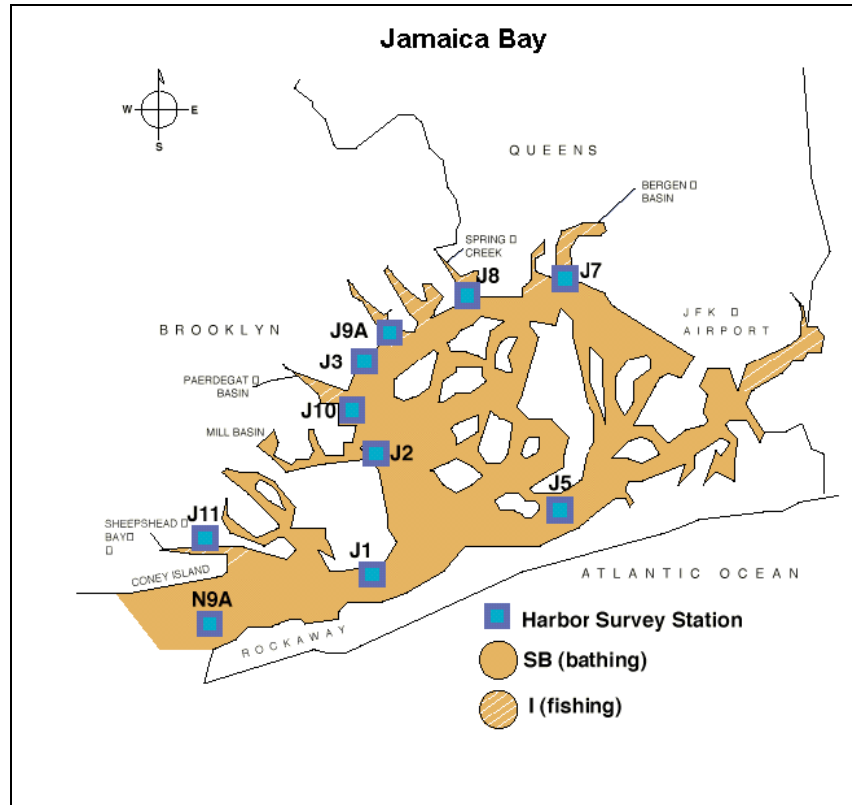 Jamaica Bay
N
W
E
S
QUEENS
BERGEN
BASIN
SPRING
CREEK
J8
J7
JFK
AIRPORT
BROOKLYN
J9A
J3
PAERDEGAT
BASIN
J10
MILL BASIN
J2
J5
J11
SHEEPSHEAD
BAY
J1
CONEY ISLAND
ATLANTIC OCEAN
N9A
ROCKAWAY
Harbor Survey Station
SB (bathing)
I (fishing)